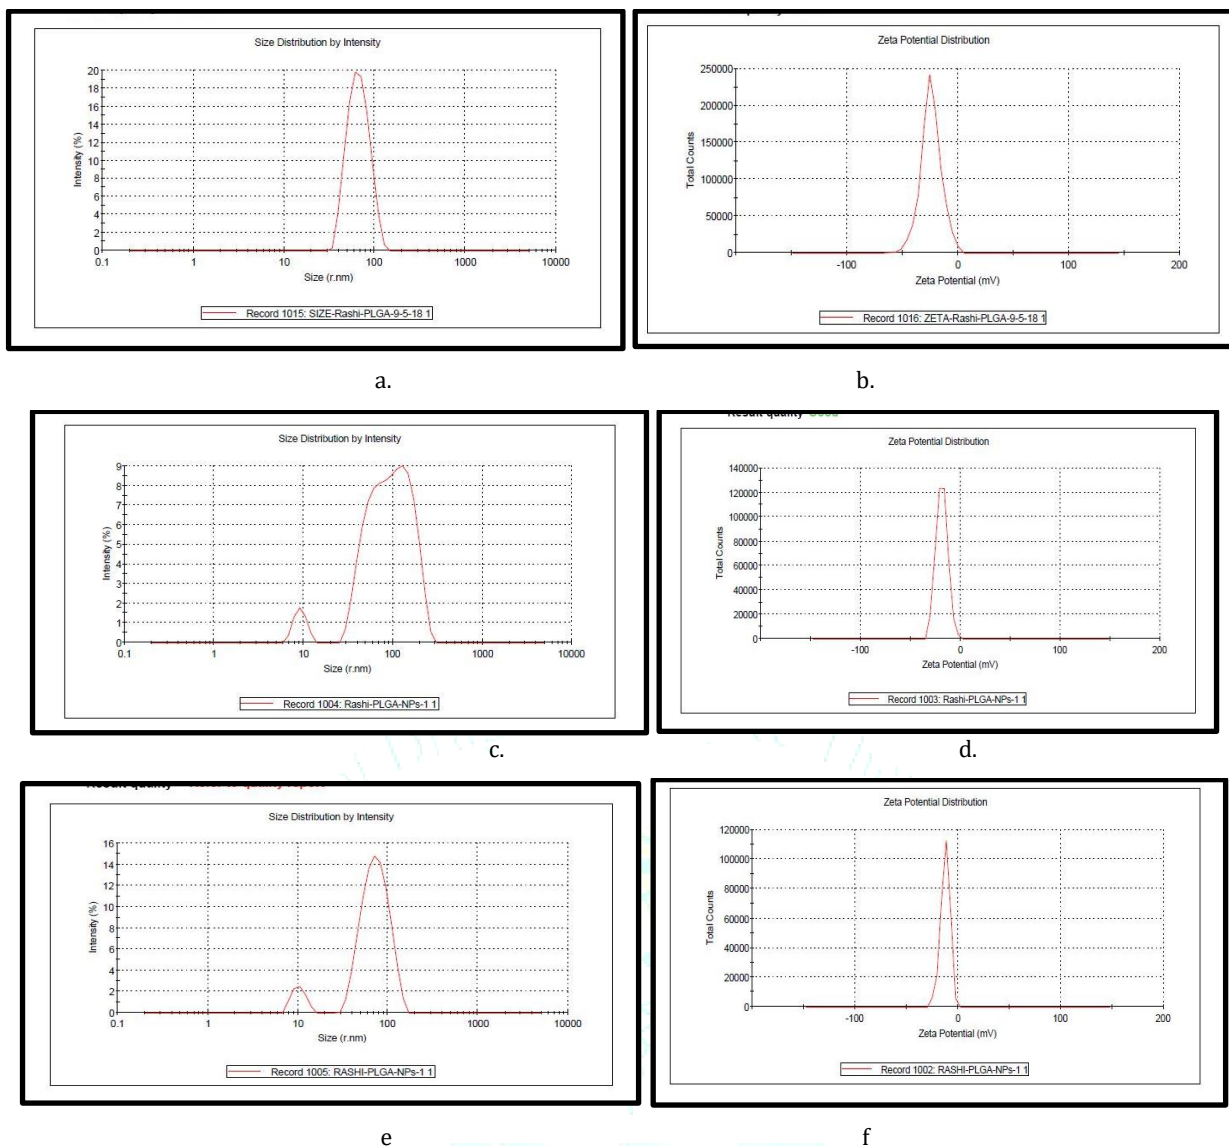 Size Distribution by Intensity
20
18
16
14
12
10
8
6
4
2
0
Intensity (%)
0.1 1 10 100 1000 10000
Size (r.nm)
Record 1015: SIZE-Rashi-PLGA-9-5-18 1
Zeta Potential Distribution
250000
200000
150000
100000
50000
0
Total Counts
-100 0 100 200
Zeta Potential (mV)
Record 1016: ZETA-Rashi-PLGA-9-5-18 1
a.
b.
Size Distribution by Intensity
9
8
7
6
5
4
3
2
1
0
Intensity (%)
0.1 1 10 100 1000 10000
Size (r.nm)
Record 1004: Rashi-PLGA-NPs-1 1
Result quality Good
Zeta Potential Distribution
140000
120000
100000
80000
60000
40000
20000
0
Total Counts
-100 0 100 200
Zeta Potential (mV)
Record 1003: Rashi-PLGA-NPs-1 1
c.
d.
Size Distribution by Intensity
16
14
12
10
8
6
4
2
0
Intensity (%)
0.1 1 10 100 1000 10000
Size (r.nm)
Record 1005: RASHI-PLGA-NPs-1 1
Zeta Potential Distribution
120000
100000
80000
60000
40000
20000
0
Total Counts
-100 0 100 200
Zeta Potential (mV)
Record 1002: RASHI-PLGA-NPs-1 1
e
f